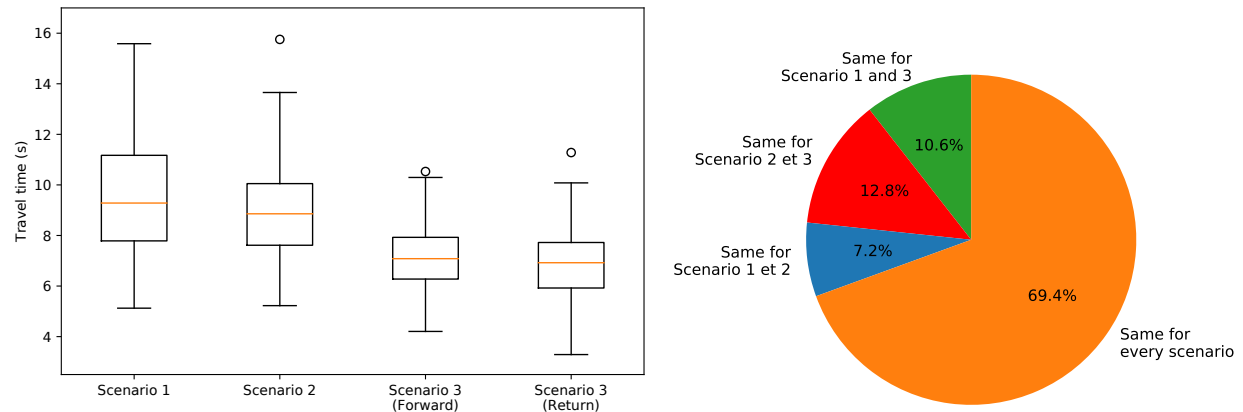 16
14
12
10
8
6
4
Travel time (s)
Scenario 1
Scenario 2
Scenario 3
(Forward)
Scenario 3
(Return)
Same for
Scenario 1 and 3
10.6%
Same for
Scenario 2 et 3
12.8%
Same for
Scenario 1 et 2
7.2%
69.4%
Same for
every scenario